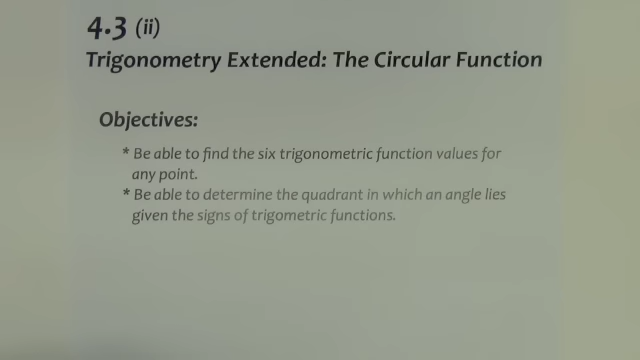 4.3 (ii)
Trigonometry Extended: The Circular Function
Objectives:
* Be able to find the six trigonometric function values for
any point.
* Be able to determine the quadrant in which an angle lies
given the signs of trigometric functions.